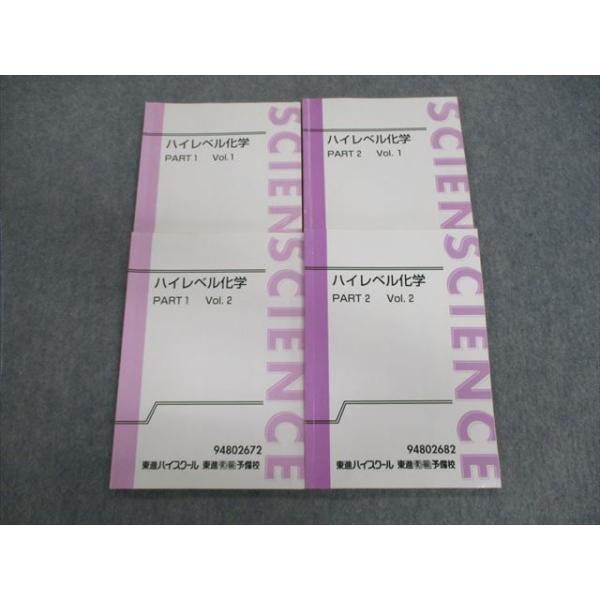 ハイレベル化学
PART 1 Vol. 1
SCIEN
ハイレベル化学
PART 2 Vol. 1
SCIEN
ハイレベル化学
PART 1 Vol. 2
SCIENCE
94802672
東進ハイスクール 東進衛星予備校
ハイレベル化学
PART 2 Vol. 2
SCIENCE
94802682
東進ハイスクール 東進衛星予備校